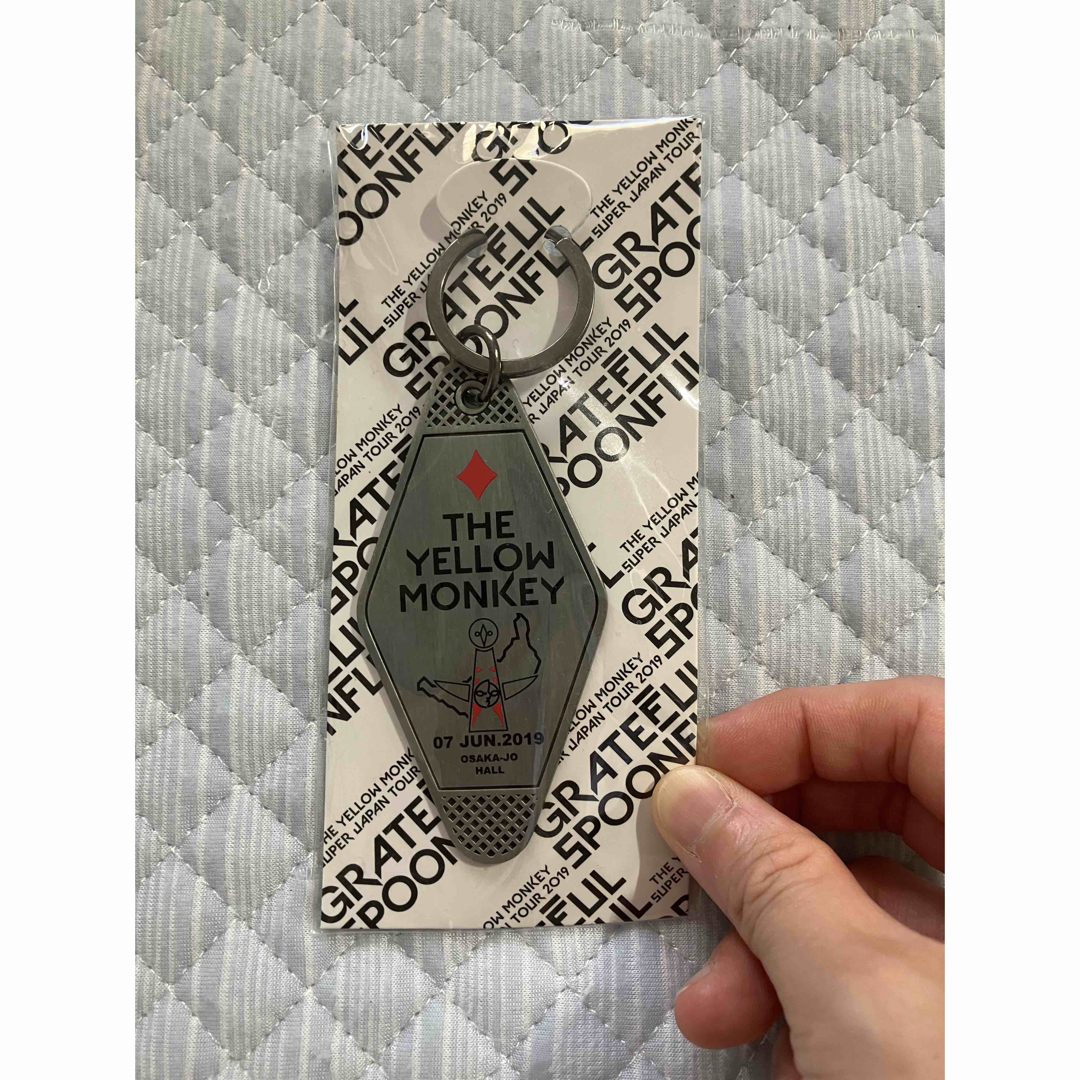 GRATEFUL
SPOONFUL
THE YELLOW MONKEY
SUPER JAPAN TOUR 2019
THE
YELLOW
MONKEY
07 JUN.2019
OSAKA-JO
HALL